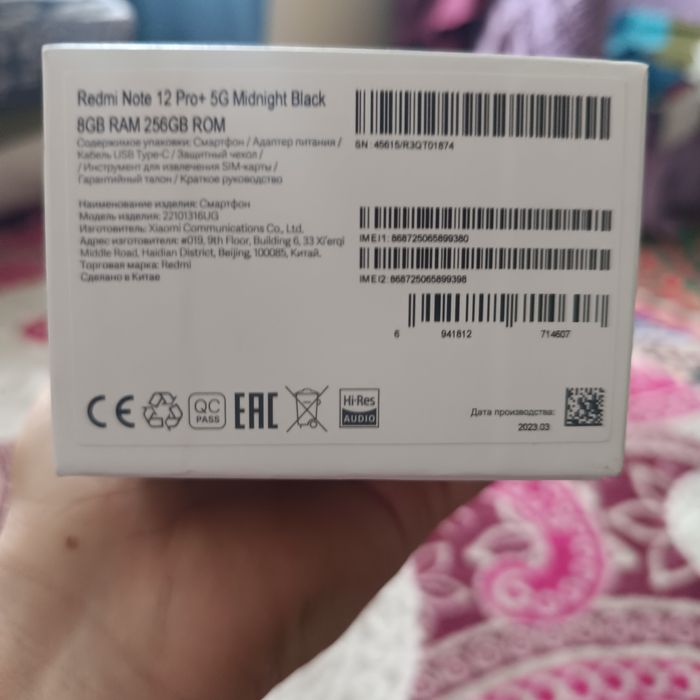 Redmi Note 12 Pro+ 5G Midnight Black
8GB RAM 256GB ROM
Содержимое упаковки: Смартфон / Адаптер питания /
Кабель USB Type-C / Защитный чехол /
/ Инструмент для извлечения SIM-карты /
Гарантийный талон / Краткое руководство
Наименование изделия: Смартфон
Модель изделия: 22101316UG
Изготовитель: Xiaomi Communications Co., Ltd.
Адрес изготовителя: #019, 9th Floor, Building 6, 33 Xi'erqi
Middle Road, Haidian District, Beijing, 100085, Китай.
Торговая марка: Redmi
Сделано в Китае
SN: 45615/R3QT01874
IMEI1: 868725065899380
IMEI2: 868725065899398
6 941812 714607
CE
QC
PASS
EAC
Hi-Res
AUDIO
Дата производства:
2023.03